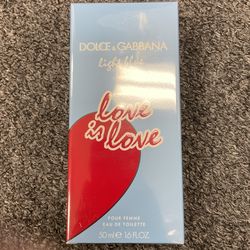 DOLCE & GABBANA
light blue
love
is love
POUR FEMME
EAU DE TOILETTE
50 ml e 1.6 FL.OZ.